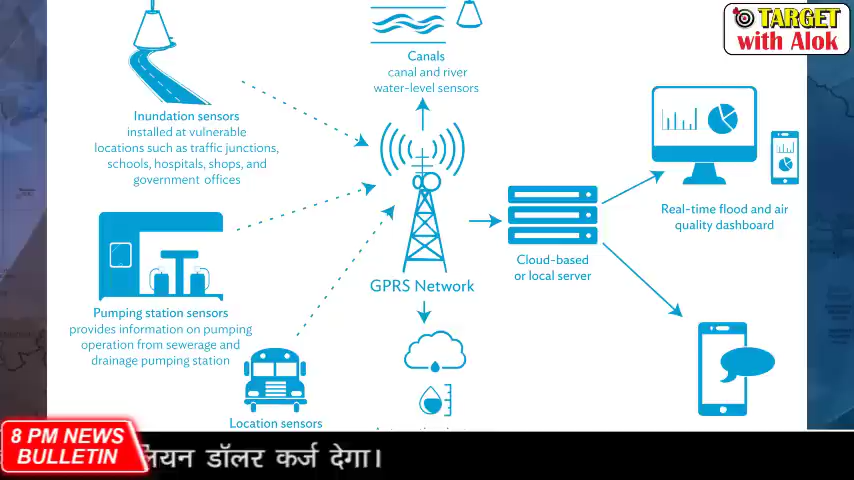 TARGET
with Alok
Canals
canal and river
water-level sensors
Inundation sensors
installed at vulnerable
locations such as traffic junctions,
schools, hospitals, shops, and
government offices
Real-time flood and air
quality dashboard
Cloud-based
or local server
GPRS Network
Pumping station sensors
provides information on pumping
operation from sewerage and
drainage pumping station
Location sensors
8 PM NEWS
BULLETIN
डॉलर कर्ज देगा।